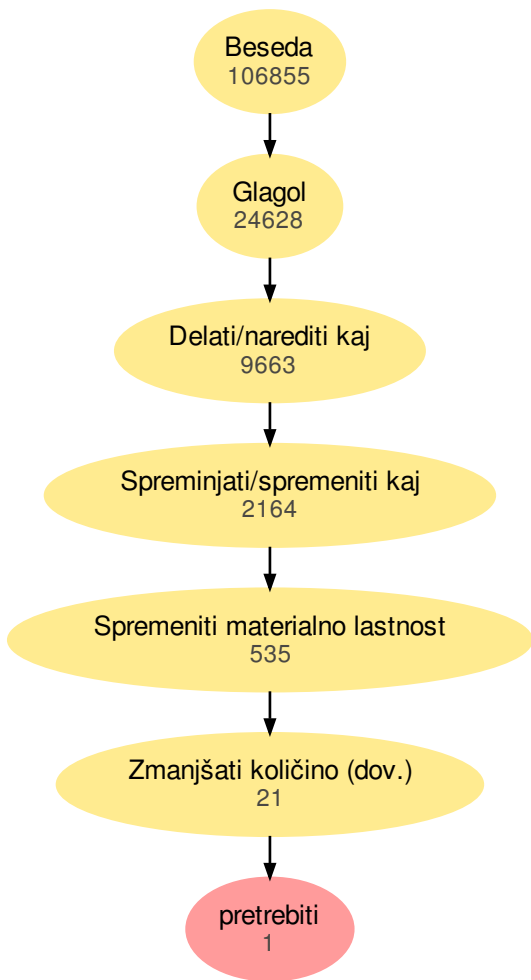 Beseda
106855
Glagol
24628
Delati/narediti kaj
9663
Spreminjati/spremeniti kaj
2164
Spremeniti materialno lastnost
535
Zmanjšati količino (dov.)
21
pretrebiti
1